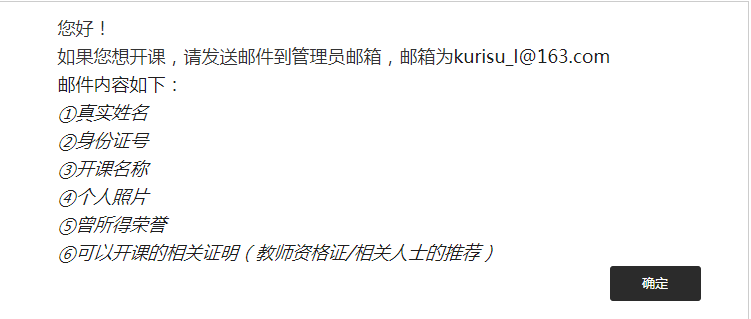 您好！
如果您想开课，请发送邮件到管理员邮箱，邮箱为kurisu_l@163.com
邮件内容如下：
①真实姓名
②身份证号
③开课名称
④个人照片
⑤曾所得荣誉
⑥可以开课的相关证明（教师资格证/相关人士的推荐）
确定